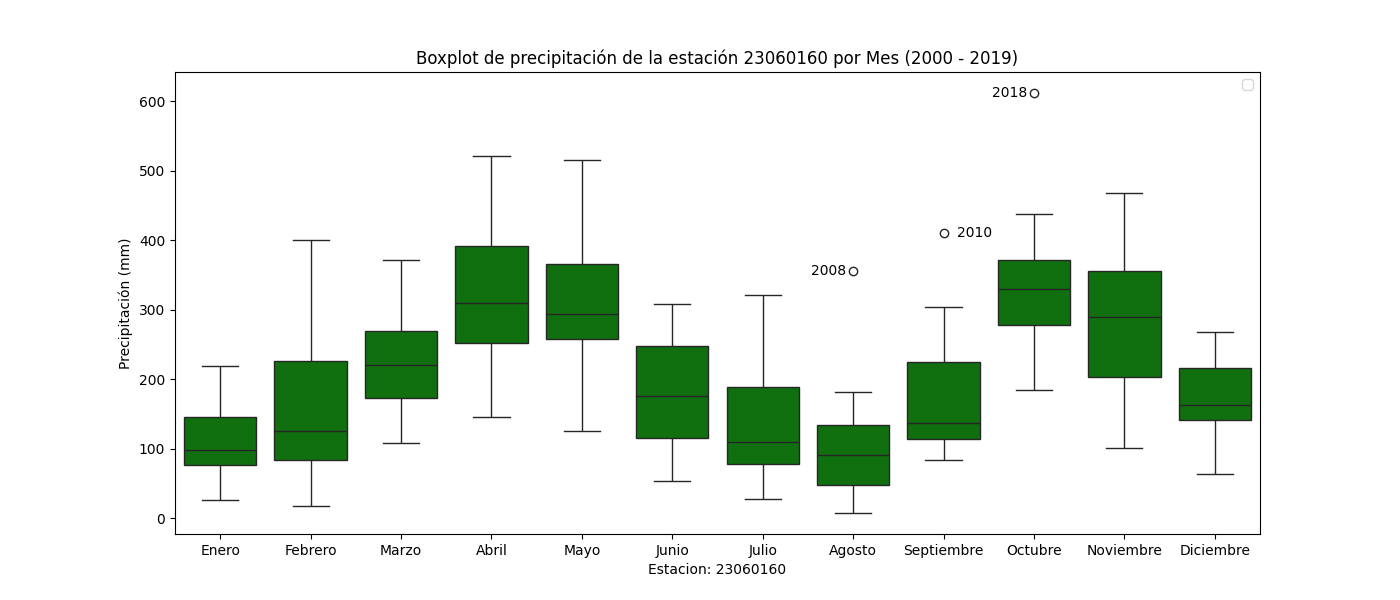 Boxplot de precipitación de la estación 23060160 por Mes (2000 - 2019)
Precipitación (mm)
600
500
400
300
200
100
0
2018
2010
2008
Enero Febrero Marzo Abril Mayo Junio Julio Agosto Septiembre Octubre Noviembre Diciembre
Estacion: 23060160